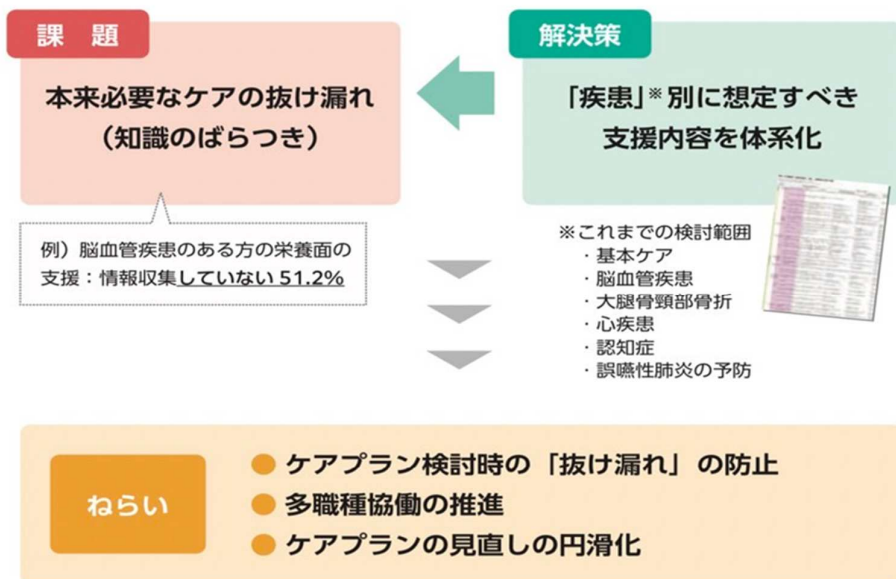 課 題
本来必要なケアの抜け漏れ
（知識のばらつき）
例）脳血管疾患のある方の栄養面の
支援：情報収集していない 51.2%
解決策
「疾患」※別に想定すべき
支援内容を体系化
※これまでの検討範囲
・基本ケア
・脳血管疾患
・大腿骨頸部骨折
・心疾患
・認知症
・誤嚥性肺炎の予防
ねらい
● ケアプラン検討時の「抜け漏れ」の防止
● 多職種協働の推進
● ケアプランの見直しの円滑化